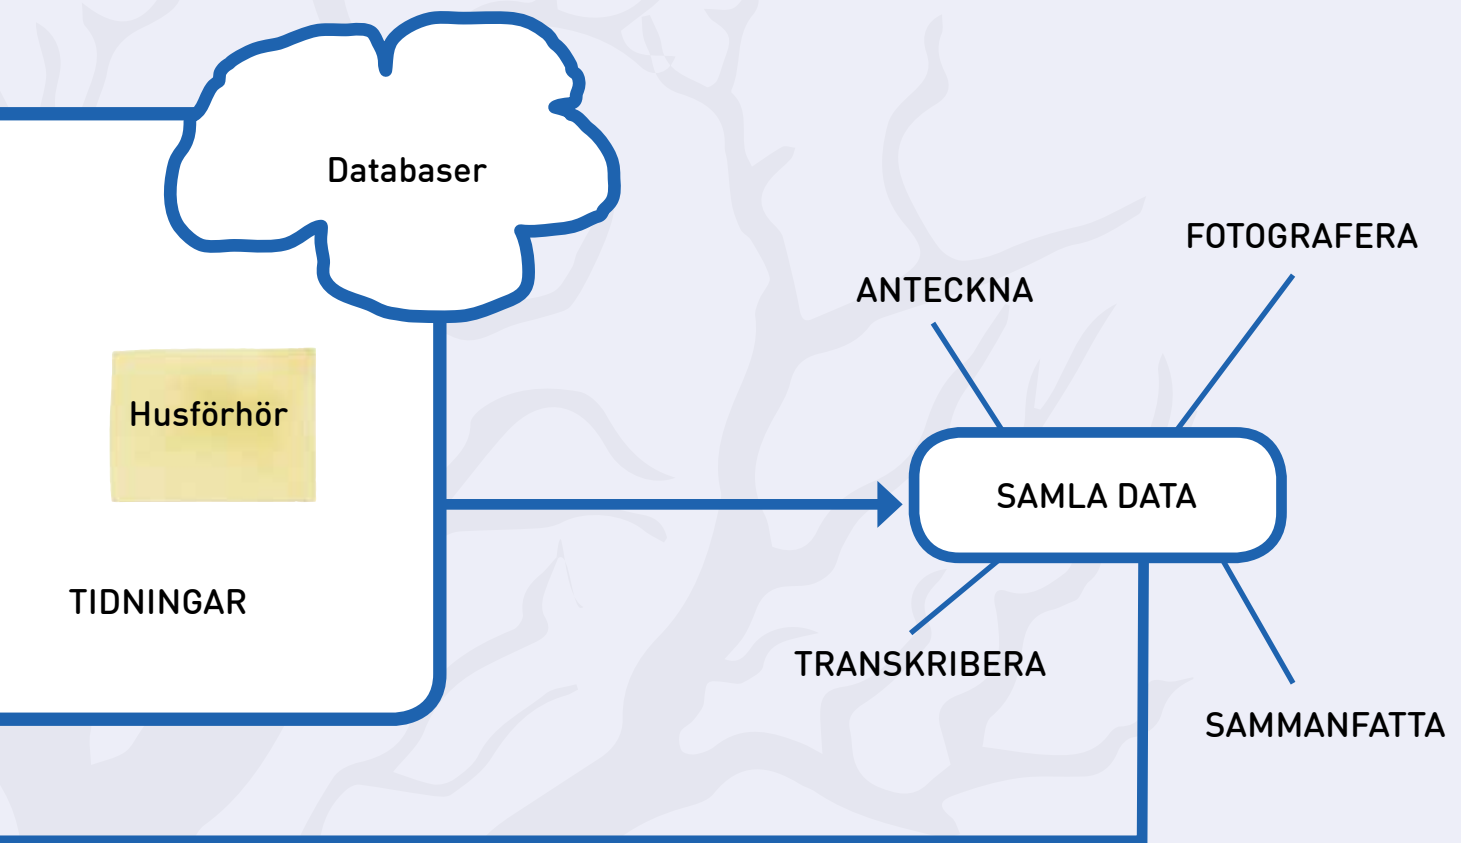 Databaser
Husförhör
TIDNINGAR
FOTOGRAFERA
ANTECKNA
SAMLA DATA
TRANSKRIBERA
SAMMANFATTA